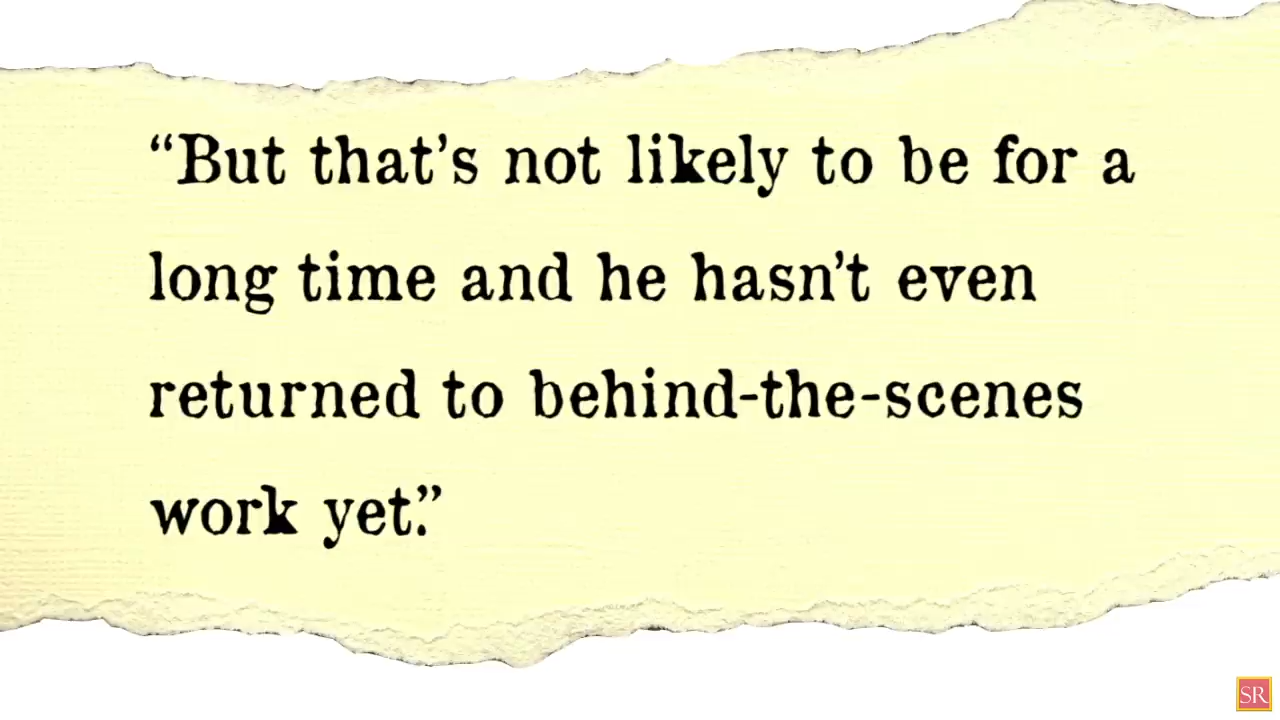 “But that’s not likely to be for a
long time and he hasn’t even
returned to behind-the-scenes
work yet.”
SR